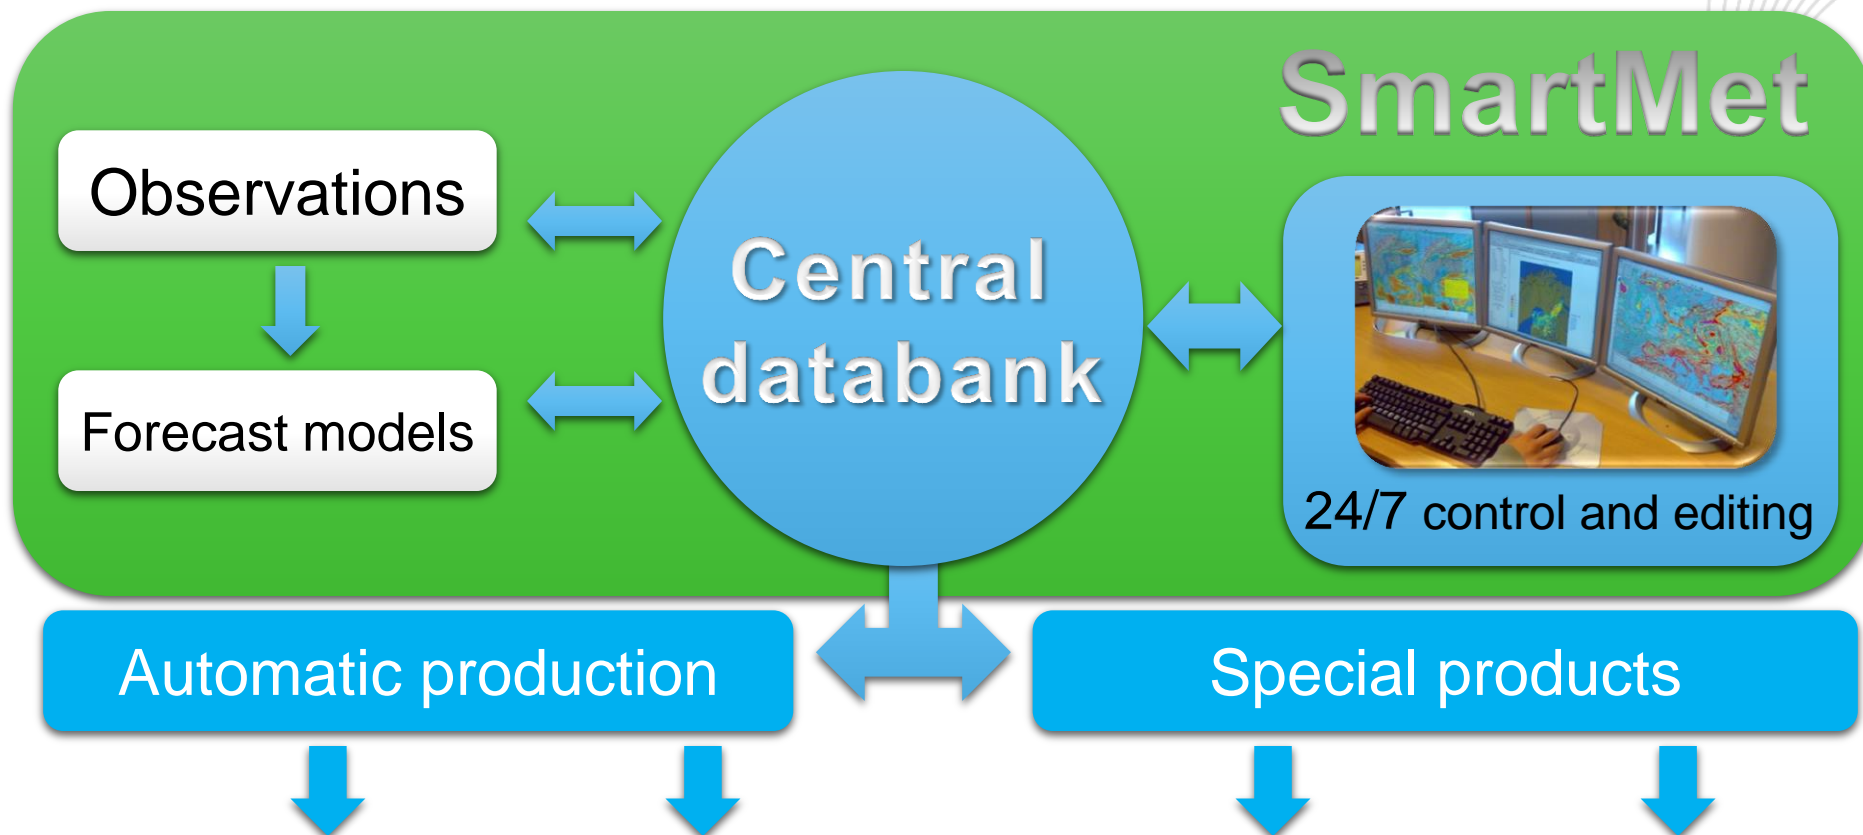 SmartMet
Observations
Central
databank
Forecast models
24/7 control and editing
Automatic production
Special products